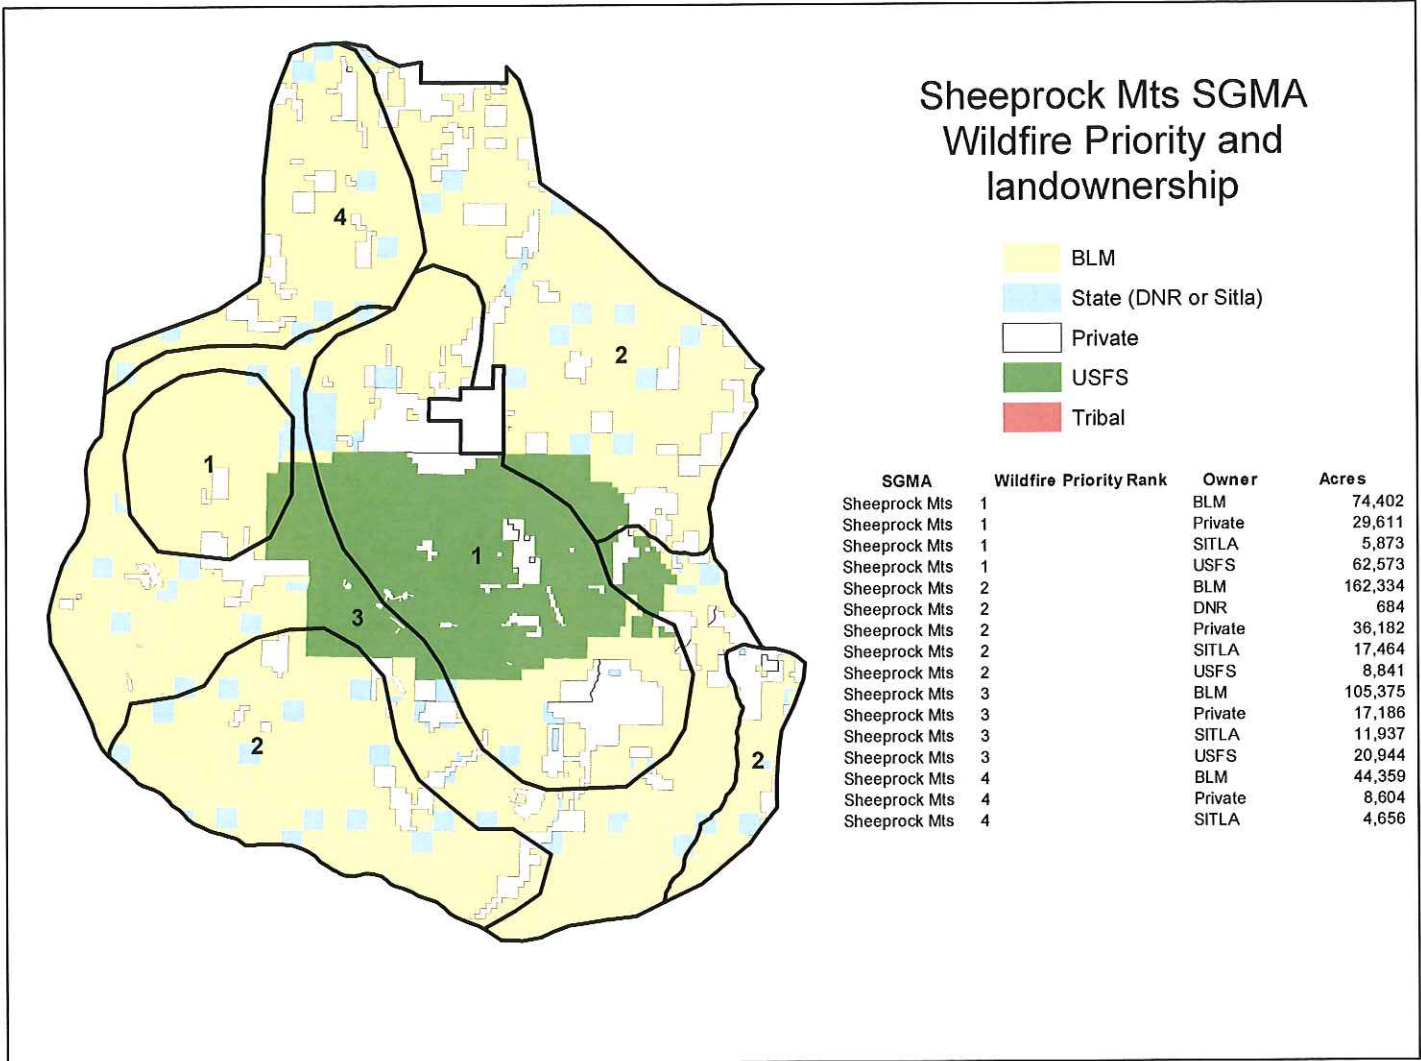 Sheeprock Mts SGMA
Wildfire Priority and
landownership
BLM
State (DNR or Sitla)
Private
USFS
Tribal
SGMA Wildfire Priority Rank Owner Acres
Sheeprock Mts 1 BLM 74,402
Sheeprock Mts 1 Private 29,611
Sheeprock Mts 1 SITLA 5,873
Sheeprock Mts 1 USFS 62,573
Sheeprock Mts 2 BLM 162,334
Sheeprock Mts 2 DNR 684
Sheeprock Mts 2 Private 36,182
Sheeprock Mts 2 SITLA 17,464
Sheeprock Mts 2 USFS 8,841
Sheeprock Mts 3 BLM 105,375
Sheeprock Mts 3 Private 17,186
Sheeprock Mts 3 SITLA 11,937
Sheeprock Mts 3 USFS 20,944
Sheeprock Mts 4 BLM 44,359
Sheeprock Mts 4 Private 8,604
Sheeprock Mts 4 SITLA 4,656
4
2
1
1
3
2
2